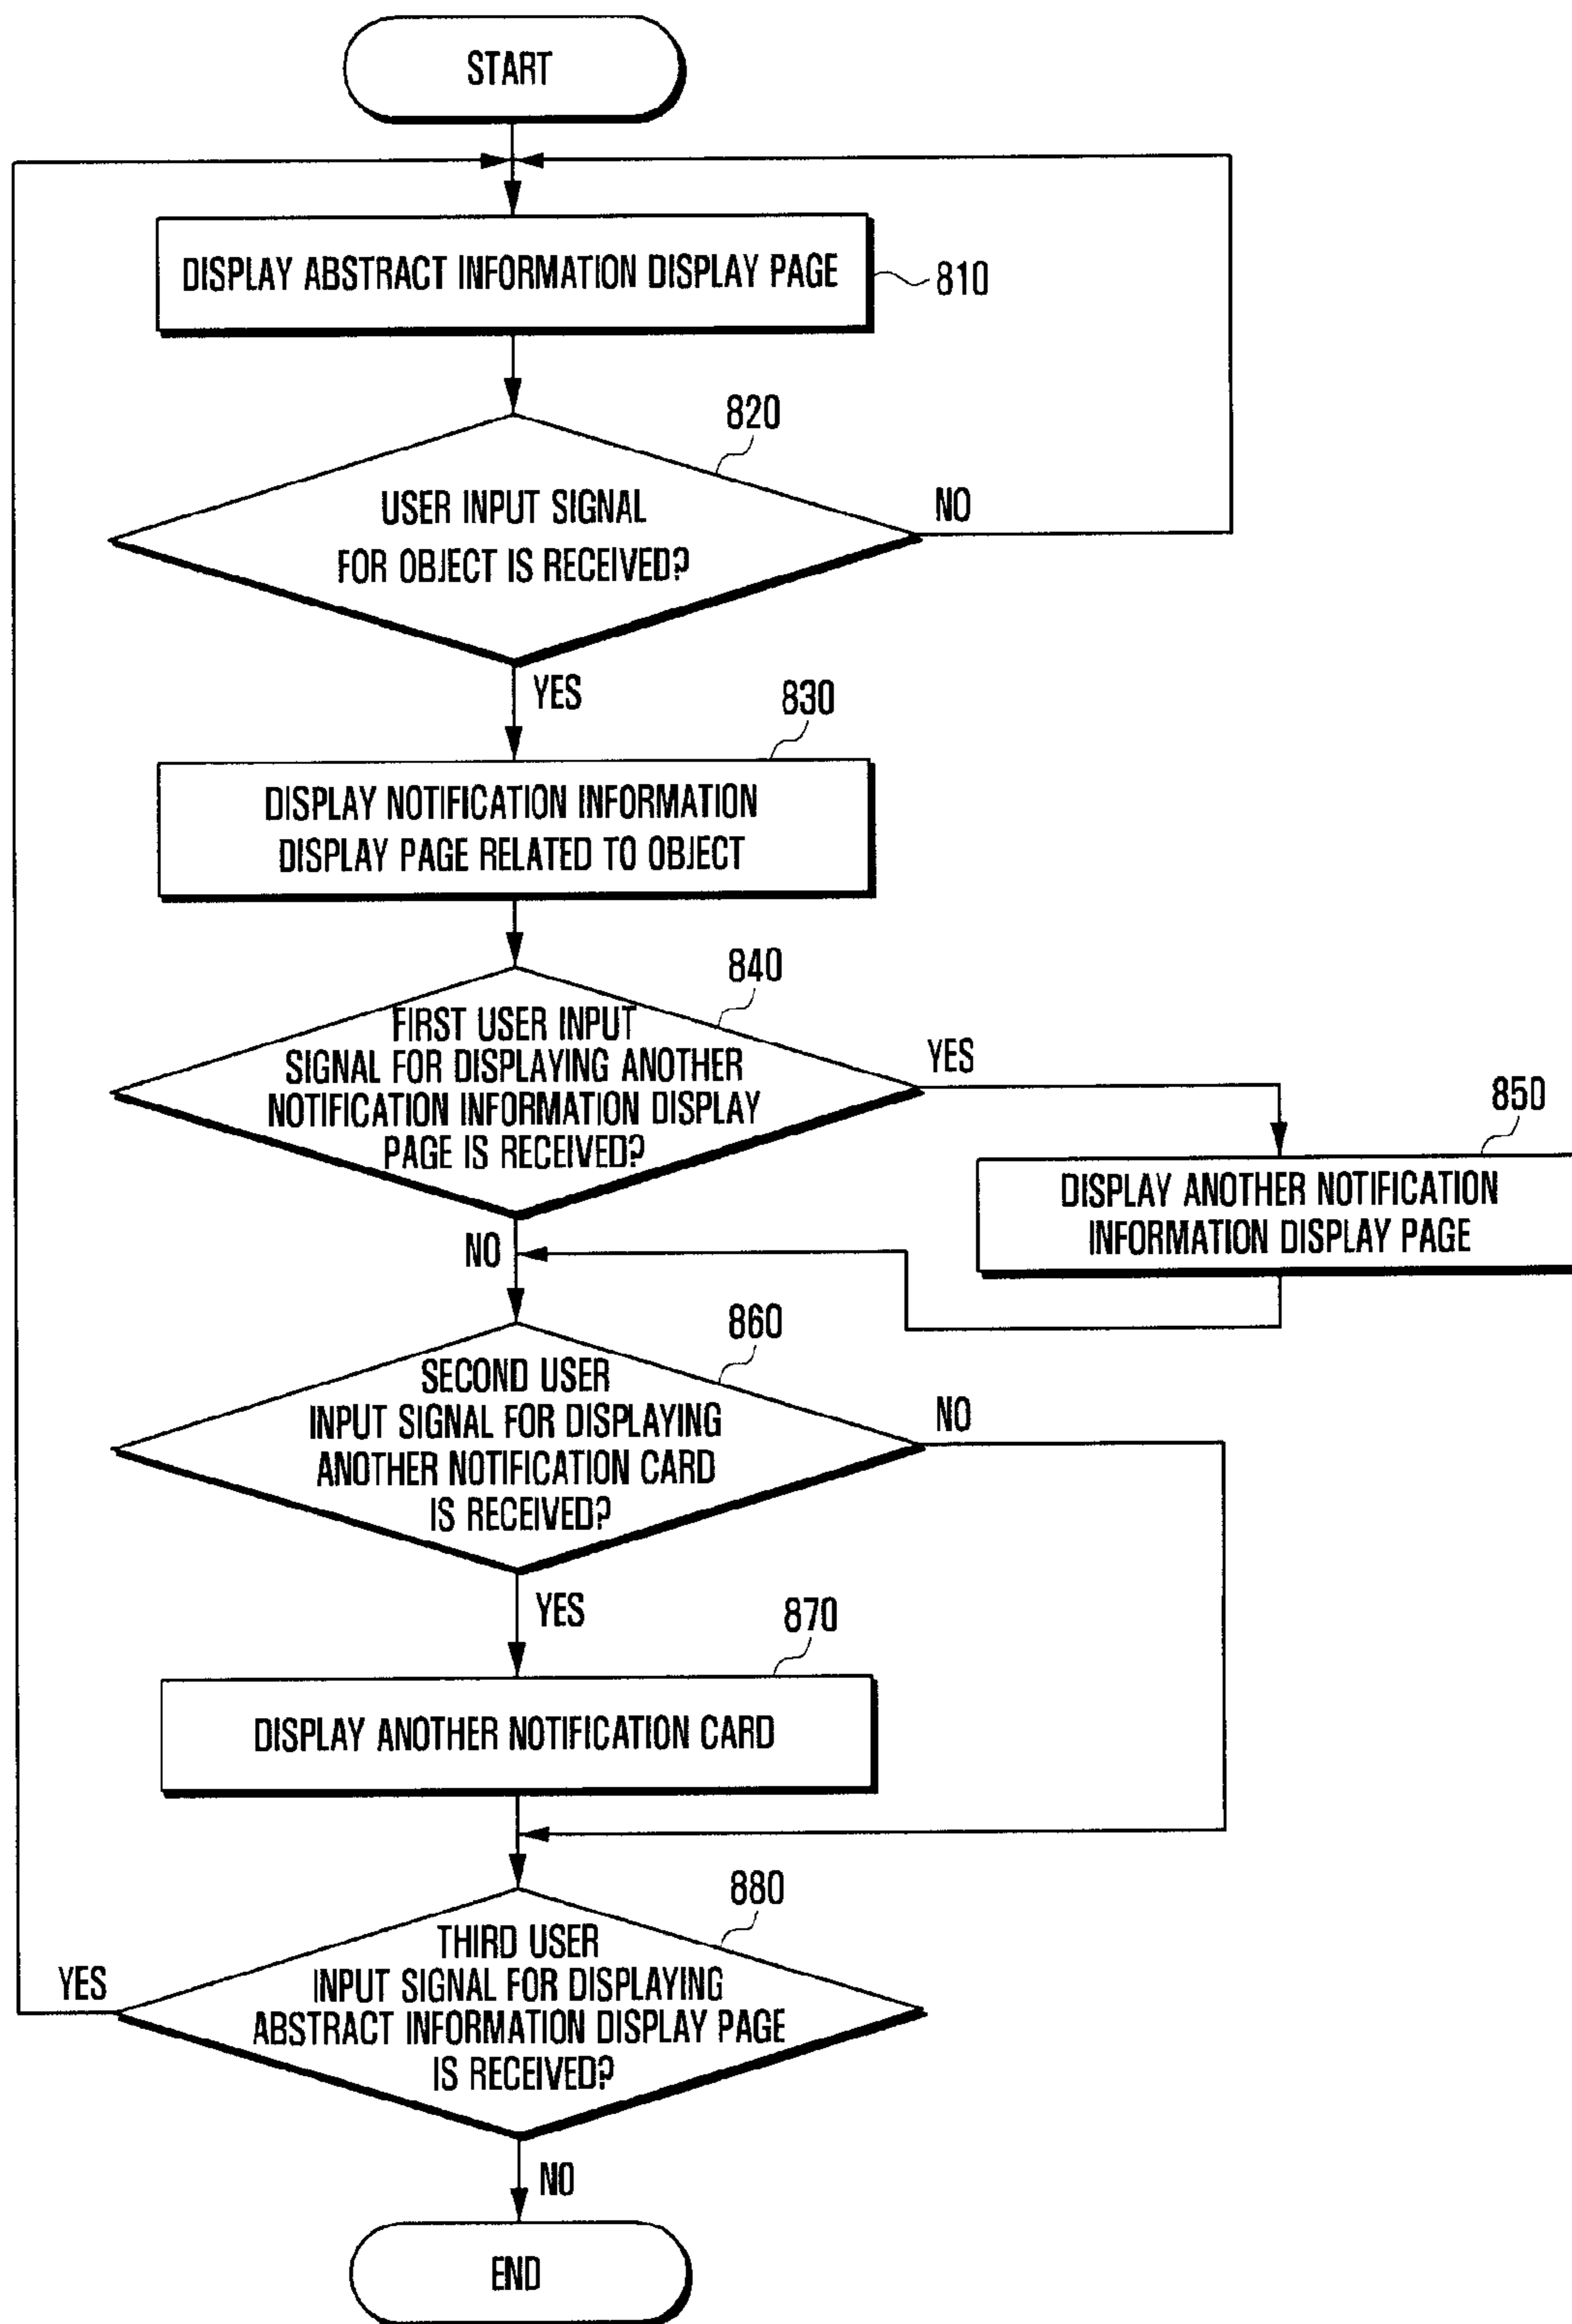 START
DISPLAY ABSTRACT INFORMATION DISPLAY PAGE
810
820
USER INPUT SIGNAL
FOR OBJECT IS RECEIVED?
NO
YES
830
DISPLAY NOTIFICATION INFORMATION
DISPLAY PAGE RELATED TO OBJECT
840
FIRST USER INPUT
SIGNAL FOR DISPLAYING ANOTHER
NOTIFICATION INFORMATION DISPLAY
PAGE IS RECEIVED?
YES
850
DISPLAY ANOTHER NOTIFICATION
INFORMATION DISPLAY PAGE
NO
860
SECOND USER
INPUT SIGNAL FOR DISPLAYING
ANOTHER NOTIFICATION CARD
IS RECEIVED?
NO
YES
870
DISPLAY ANOTHER NOTIFICATION CARD
880
THIRD USER
INPUT SIGNAL FOR DISPLAYING
ABSTRACT INFORMATION DISPLAY PAGE
IS RECEIVED?
YES
NO
END